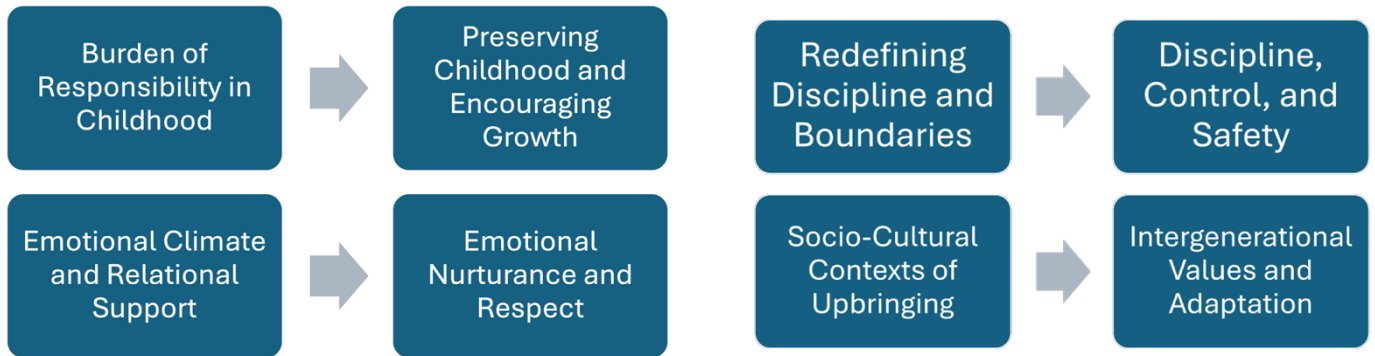 Burden of
Responsibility in
Childhood
Preserving
Childhood and
Encouraging
Growth
Redefining
Discipline and
Boundaries
Discipline,
Control, and
Safety
Emotional Climate
and Relational
Support
Emotional
Nurturance and
Respect
Socio-Cultural
Contexts of
Upbringing
Intergenerational
Values and
Adaptation